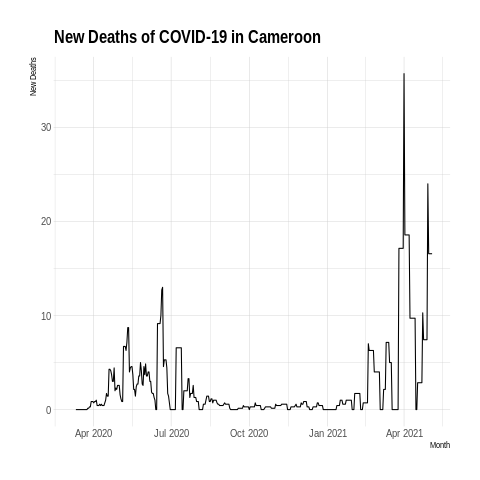 New Deaths of COVID-19 in Cameroon
New Deaths
30
20
10
0
Apr 2020 Jul 2020 Oct 2020 Jan 2021 Apr 2021
Month